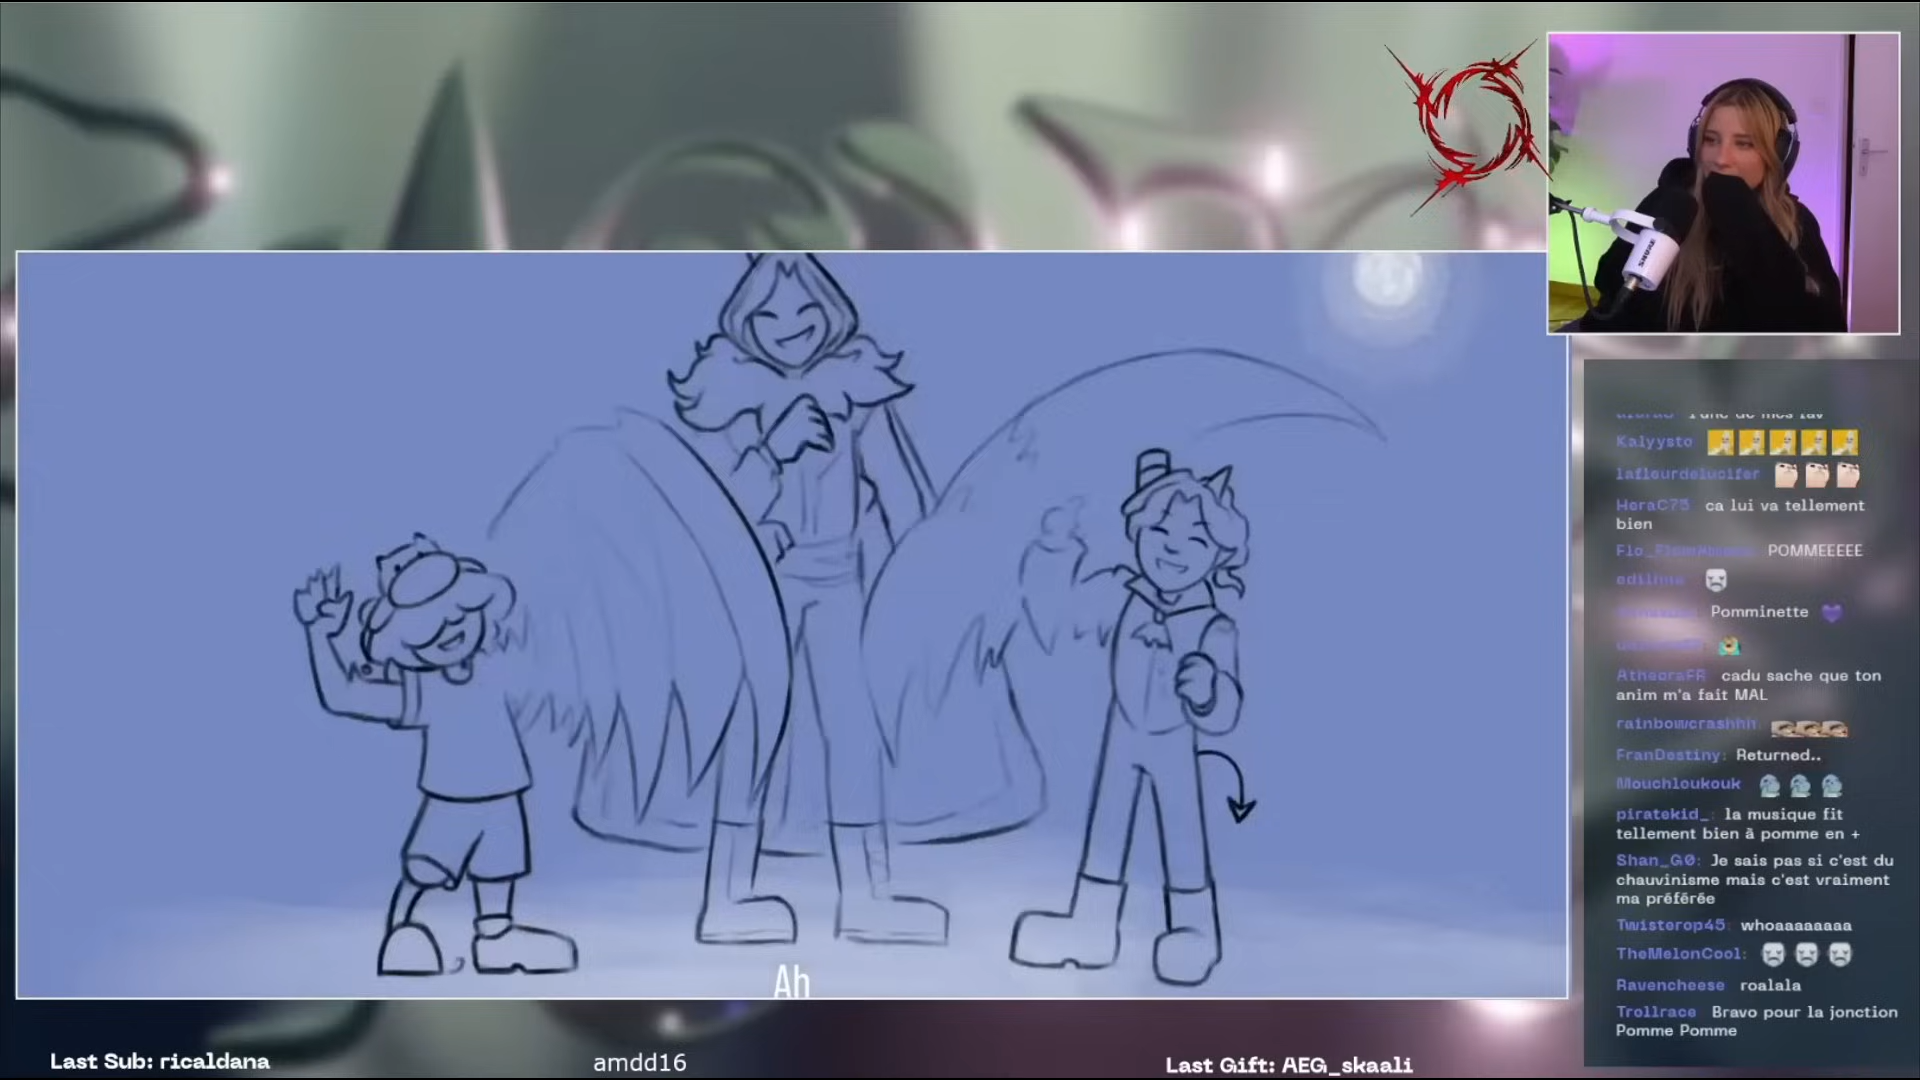 SHURE
Kalyysto
HeraC75 ca lui va tellement
bien
POMMEEEEE
Pomminette
AtheoraFR cadu sache que ton
anim m'a fait MAL
rainbowcrashhh:
FranDestiny: Returned..
Mouchloukouk
piratekid_: la musique fit
tellement bien à pomme en +
Shan_G0: Je sais pas si c'est du
chauvinisme mais c'est vraiment
ma préférée
Twisterop45: whoaaaaaaaa
TheMelonCool:
Ravencheese roalala
Trollrace Bravo pour la jonction
Pomme Pomme
Ah
Last Sub: ricaldana
amdd16
Last Gift: AEG_skaali